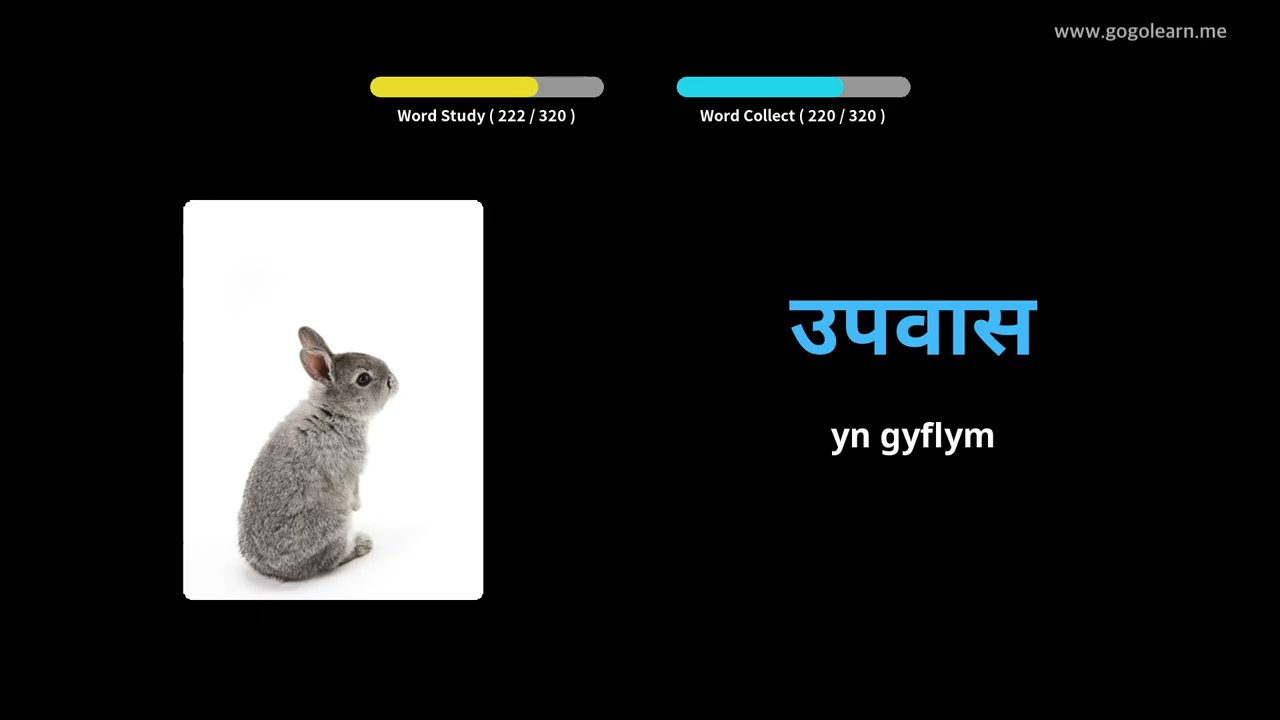 www.gogolearn.me
Word Study ( 222 / 320 )
Word Collect ( 220 / 320 )
उपवास
yn gyflym